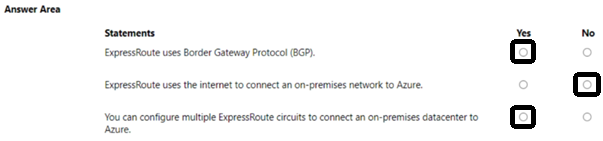 Answer Area
Statements Yes No
ExpressRoute uses Border Gateway Protocol (BGP).
ExpressRoute uses the internet to connect an on-premises network to Azure.
You can configure multiple ExpressRoute circuits to connect an on-premises datacenter to
Azure.